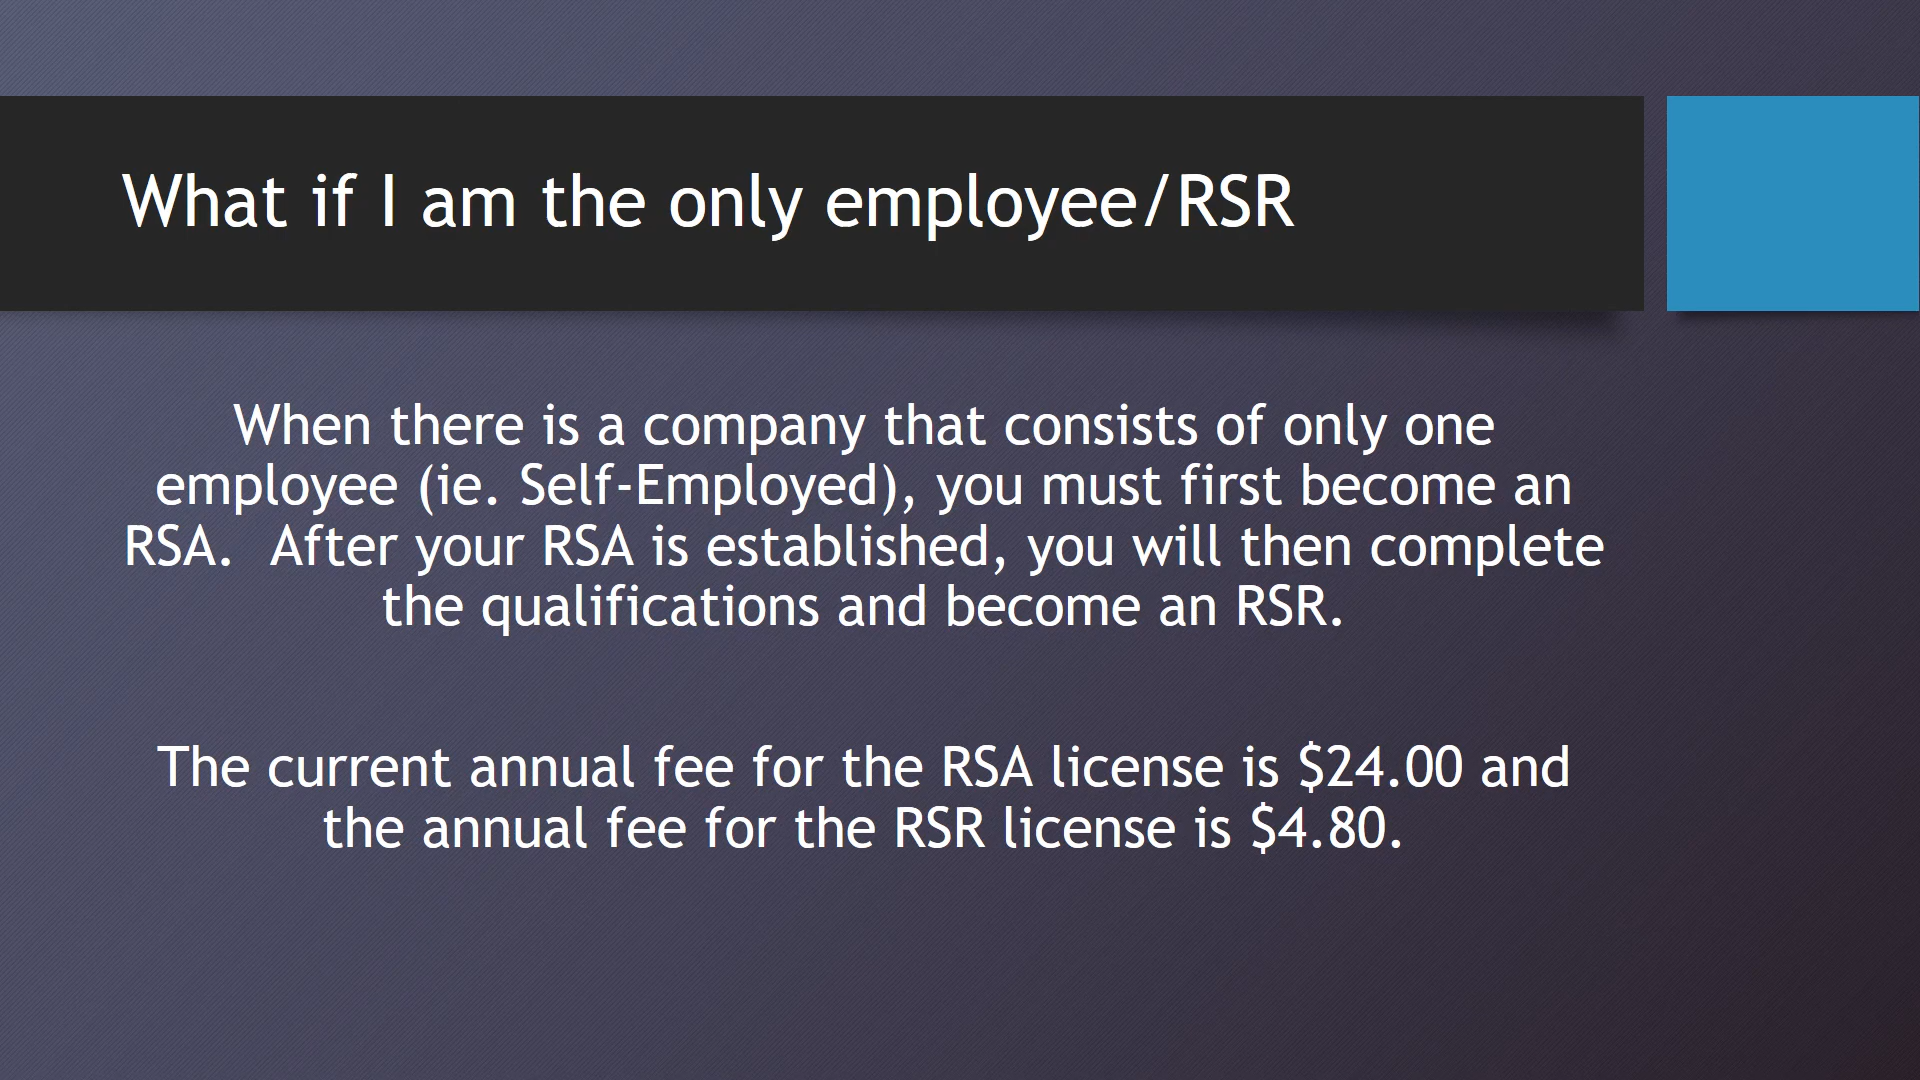 What if I am the only employee/RSR
When there is a company that consists of only one
employee (ie. Self-Employed), you must first become an
RSA.  After your RSA is established, you will then complete
the qualifications and become an RSR.
The current annual fee for the RSA license is $24.00 and
the annual fee for the RSR license is $4.80.